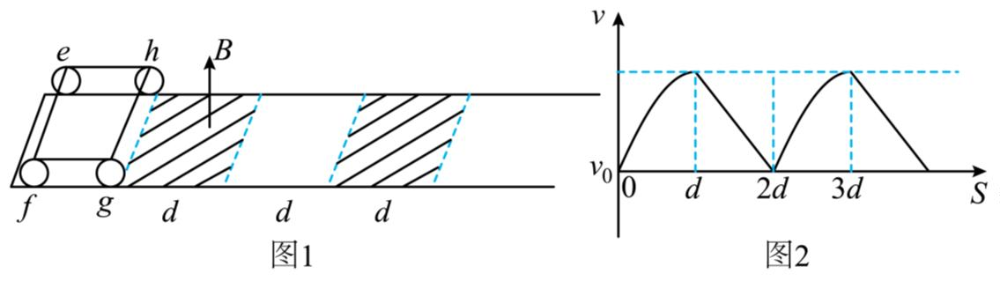 e h B
f g d d d
图1
v
v₀ 0 d 2d 3d S
图2